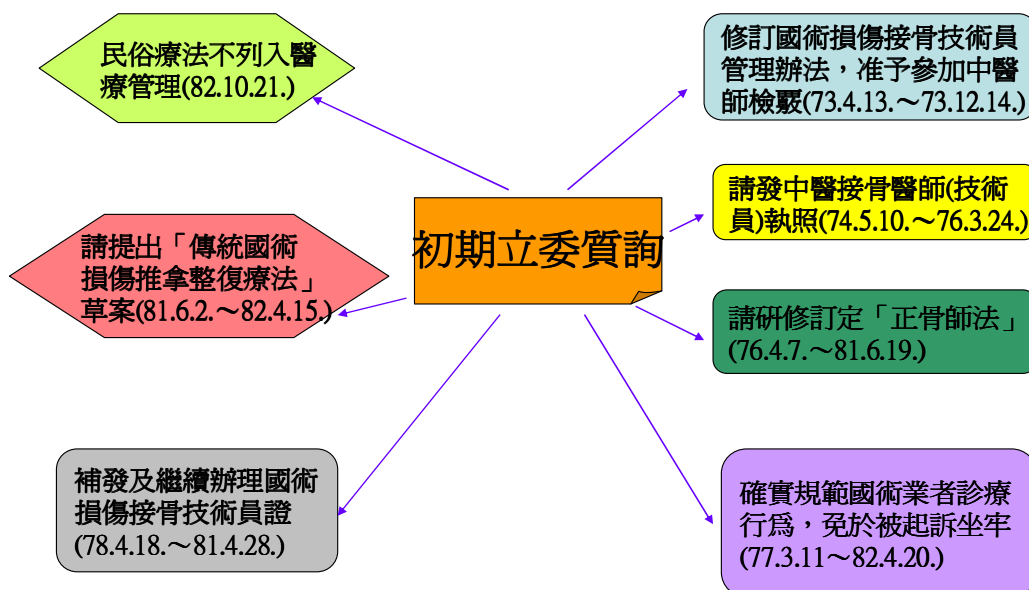 民俗療法不列入醫
療管理(82.10.21.)
修訂國術損傷接骨技術員
管理辦法，准予參加中醫
師檢覈(73.4.13.～73.12.14.)
請發中醫接骨醫師(技術
員)執照(74.5.10.～76.3.24.)
初期立委質詢
請提出「傳統國術
損傷推拿整復療法」
草案(81.6.2.～82.4.15.)
請研修訂定「正骨師法」
(76.4.7.～81.6.19.)
補發及繼續辦理國術
損傷接骨技術員證
(78.4.18.～81.4.28.)
確實規範國術業者診療
行為，免於被起訴坐牢
(77.3.11～82.4.20.)